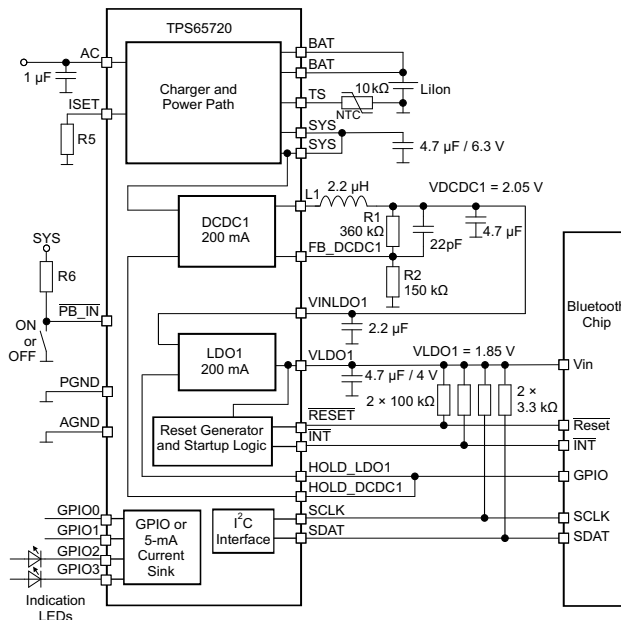 TPS65720
AC
1 μF
ISET
R5
Charger and
Power Path
BAT
BAT
TS
10 kΩ
NTC
LiIon
SYS
SYS
4.7 μF / 6.3 V
L1
2.2 μH
VDCDC1 = 2.05 V
DCDC1
200 mA
R1
360 kΩ
22pF
4.7 μF
FB_DCDC1
R2
150 kΩ
SYS
R6
PB_IN
ON
or
OFF
VINLDO1
2.2 μF
Bluetooth
Chip
LDO1
200 mA
VLDO1
VLDO1 = 1.85 V
Vin
4.7 μF / 4 V
2 × 100 kΩ
2 ×
3.3 kΩ
PGND
AGND
Reset Generator
and Startup Logic
RESET
Reset
INT
INT
HOLD_LDO1
GPIO
HOLD_DCDC1
GPIO0
GPIO1
GPIO2
GPIO3
GPIO or
5-mA
Current
Sink
I2C
Interface
SCLK
SCLK
SDAT
SDAT
Indication
LEDs